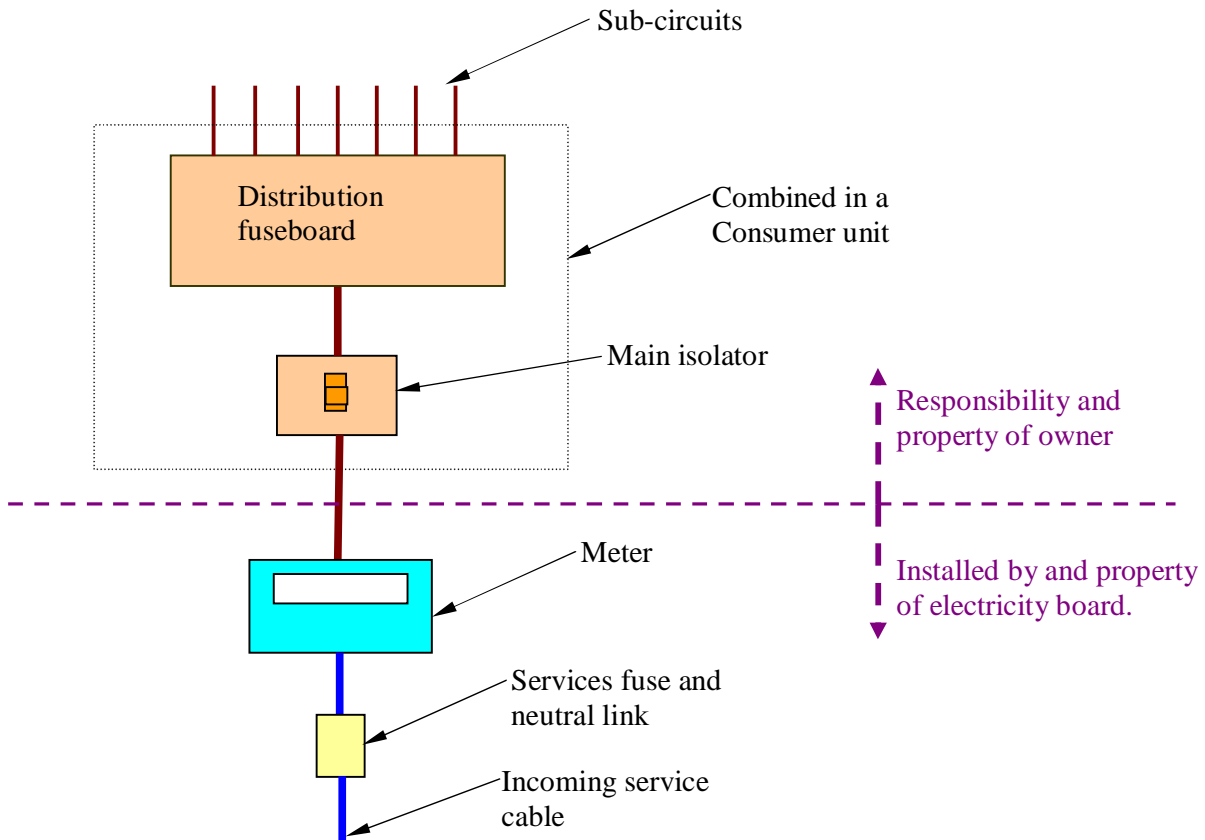 Sub-circuits
Distribution
fuseboard
Combined in a
Consumer unit
Main isolator
Responsibility and
property of owner
Meter
Installed by and property
of electricity board.
Services fuse and
neutral link
Incoming service
cable